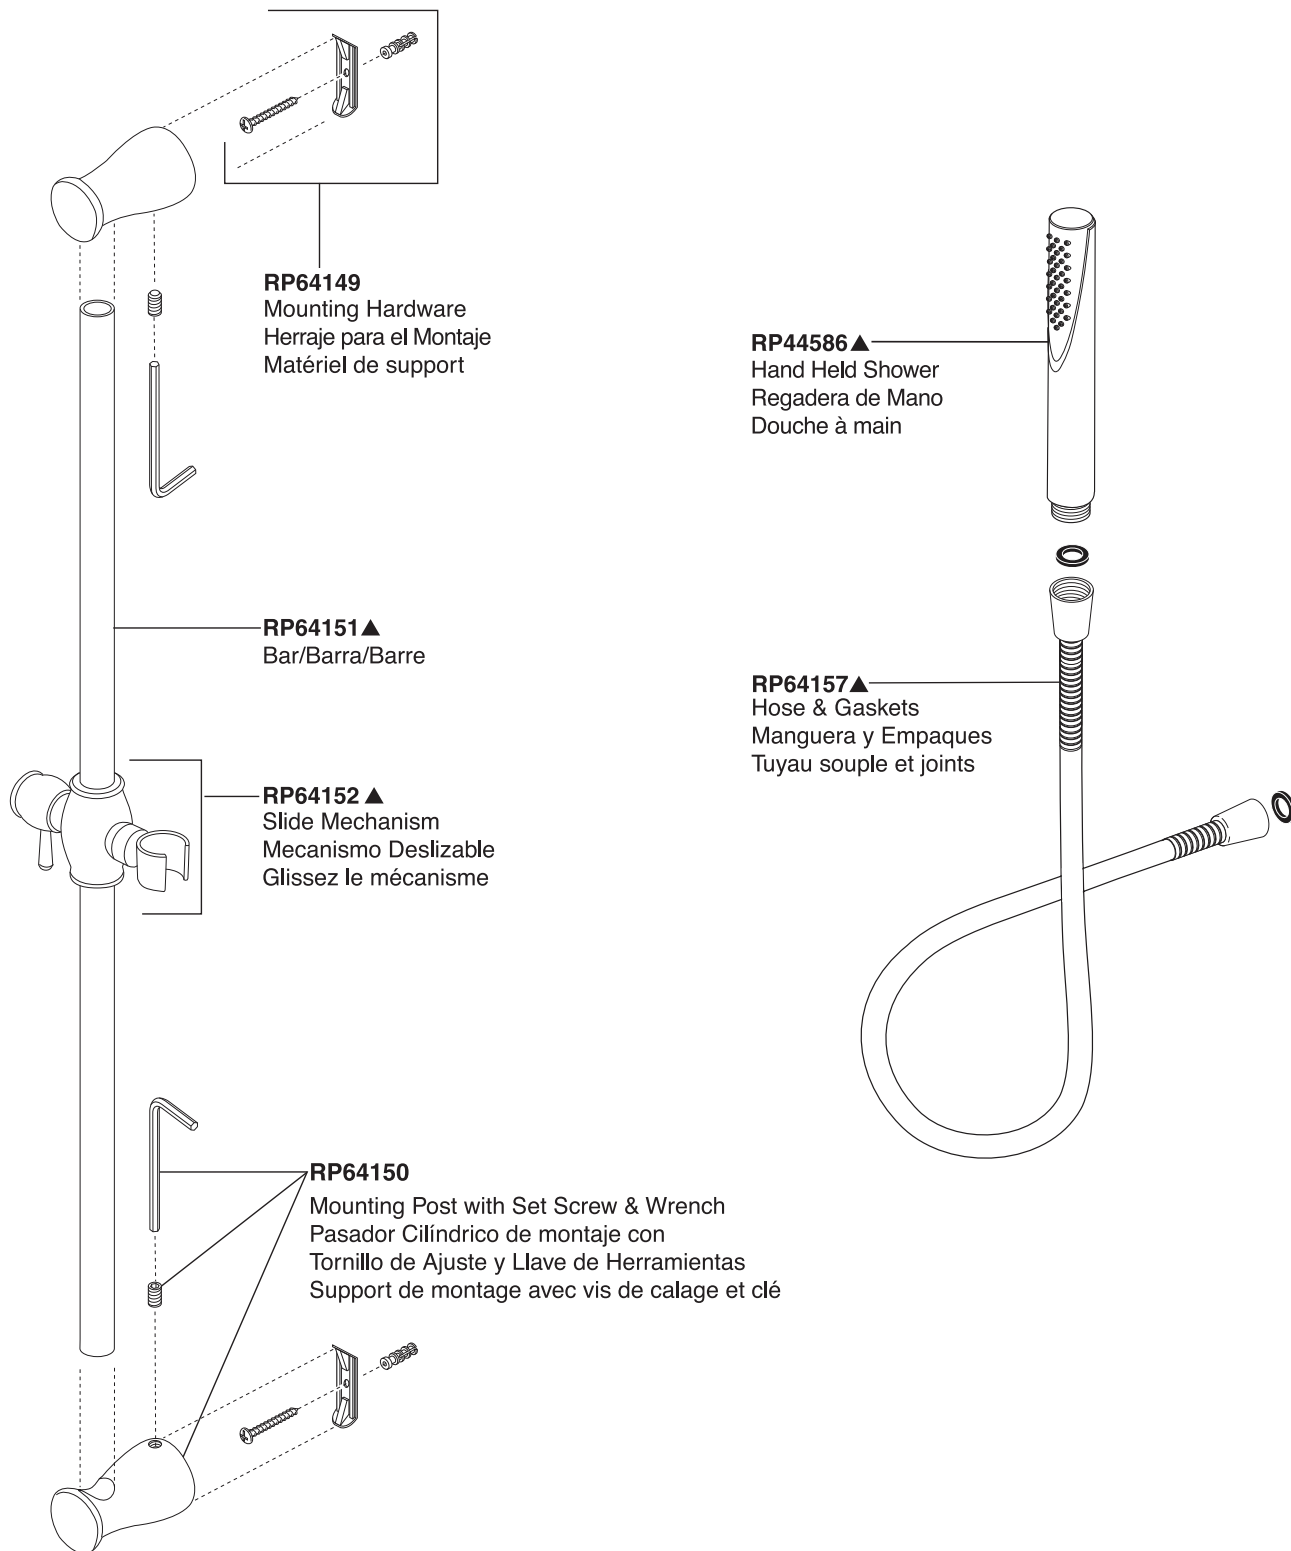 RP64149
Mounting Hardware
Herraje para el Montaje
Matériel de support
RP64151▲
Bar/Barra/Barre
RP64152 ▲
Slide Mechanism
Mecanismo Deslizable
Glissez le mécanisme
RP64150
Mounting Post with Set Screw & Wrench
Pasador Cilíndrico de montaje con
Tornillo de Ajuste y Llave de Herramientas
Support de montage avec vis de calage et clé
RP44586▲
Hand Held Shower
Regadera de Mano
Douche à main
RP64157▲
Hose & Gaskets
Manguera y Empaques
Tuyau souple et joints